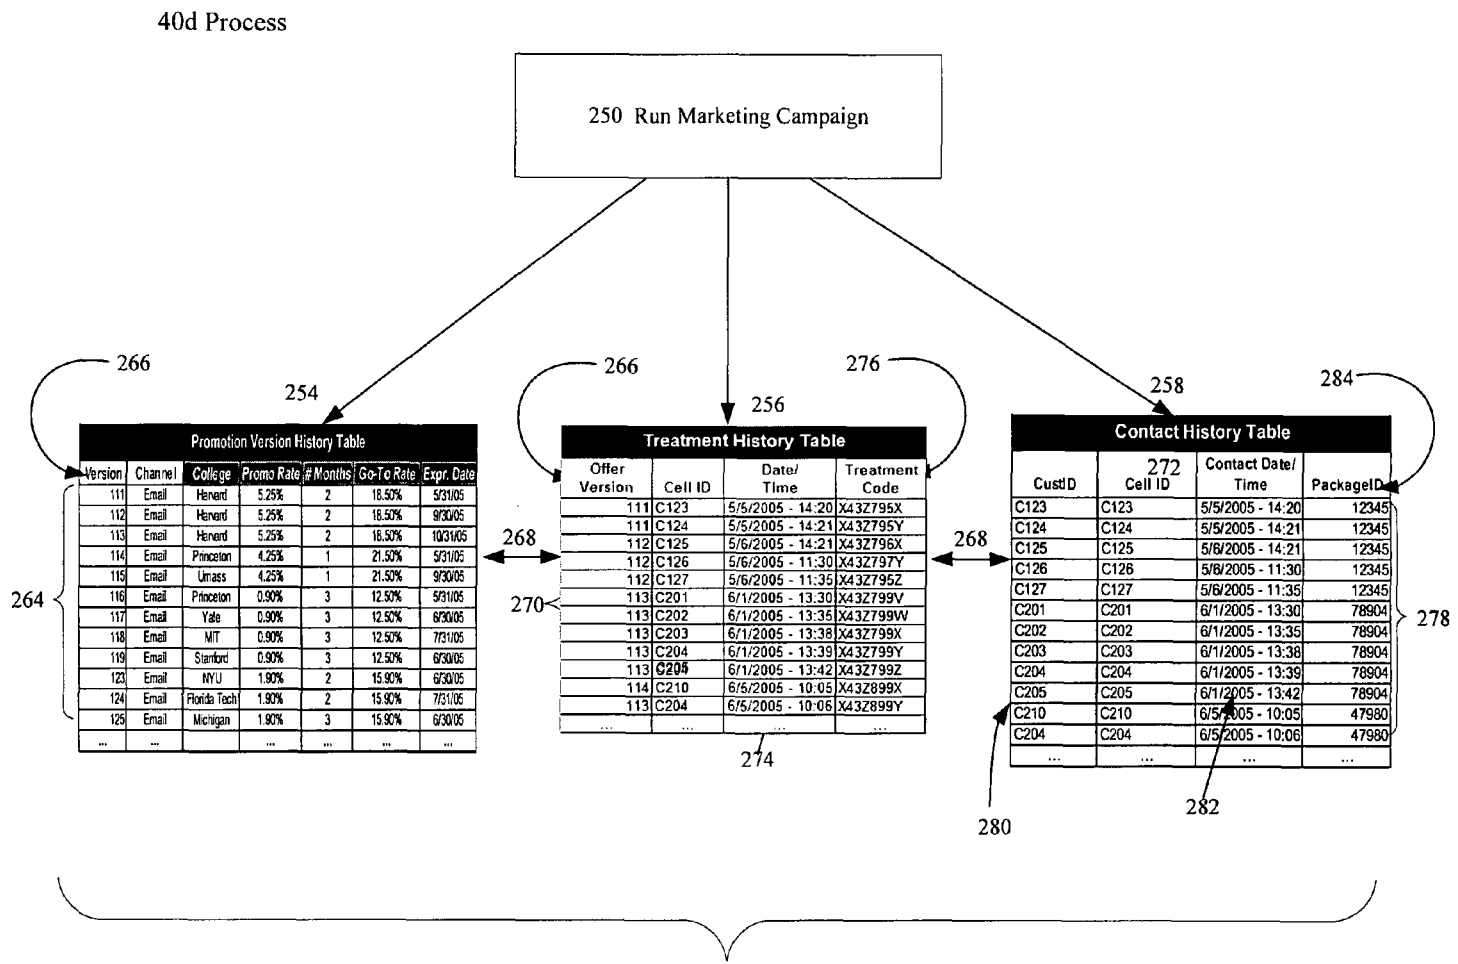 40d Process
250 Run Marketing Campaign
266
254
266
276
256
258
284
Promotion Version History Table
Version Channel College Promo Rate # Months Go-To Rate Expr. Date
111 Email Harvard 5.25% 2 18.50% 5/31/05
112 Email Harvard 5.25% 2 18.50% 9/30/05
113 Email Harvard 5.25% 2 18.50% 10/31/05
114 Email Princeton 4.25% 1 21.50% 5/31/05
115 Email Umass 4.25% 1 21.50% 9/30/05
116 Email Princeton 0.90% 3 12.50% 5/31/05
117 Email Yale 0.90% 3 12.50% 6/30/05
118 Email MIT 0.90% 3 12.50% 7/31/05
119 Email Stanford 0.90% 3 12.50% 6/30/05
123 Email NYU 1.90% 2 15.90% 6/30/05
124 Email Florida Tech 1.90% 2 15.90% 7/31/05
125 Email Michigan 1.90% 3 15.90% 6/30/05
... ... ... ... ... ...
264
268
Treatment History Table
Offer Version Cell ID Date/ Time Treatment Code
111 C123 5/5/2005 - 14:20 X43Z795X
111 C124 5/5/2005 - 14:21 X43Z795Y
112 C125 5/6/2005 - 14:21 X43Z796X
112 C126 5/6/2005 - 11:30 X43Z797Y
112 C127 5/6/2005 - 11:35 X43Z795Z
113 C201 6/1/2005 - 13:30 X43Z799V
113 C202 6/1/2005 - 13:35 X43Z799W
113 C203 6/1/2005 - 13:38 X43Z799X
113 C204 6/1/2005 - 13:39 X43Z799Y
113 C205 6/1/2005 - 13:42 X43Z799Z
114 C210 6/5/2005 - 10:05 X43Z899X
113 C204 6/5/2005 - 10:06 X43Z899Y
... ... ... ...
270
274
268
Contact History Table
272
CustID Cell ID Contact Date/ Time PackageID
C123 C123 5/5/2005 - 14:20 12345
C124 C124 5/5/2005 - 14:21 12345
C125 C125 5/6/2005 - 14:21 12345
C126 C126 5/6/2005 - 11:30 12345
C127 C127 5/6/2005 - 11:35 12345
C201 C201 6/1/2005 - 13:30 78904
C202 C202 6/1/2005 - 13:35 78904
C203 C203 6/1/2005 - 13:38 78904
C204 C204 6/1/2005 - 13:39 78904
C205 C205 6/1/2005 - 13:42 78904
C210 C210 6/5/2005 - 10:05 47980
C204 C204 6/5/2005 - 10:06 47980
... ... ... ...
278
280
282